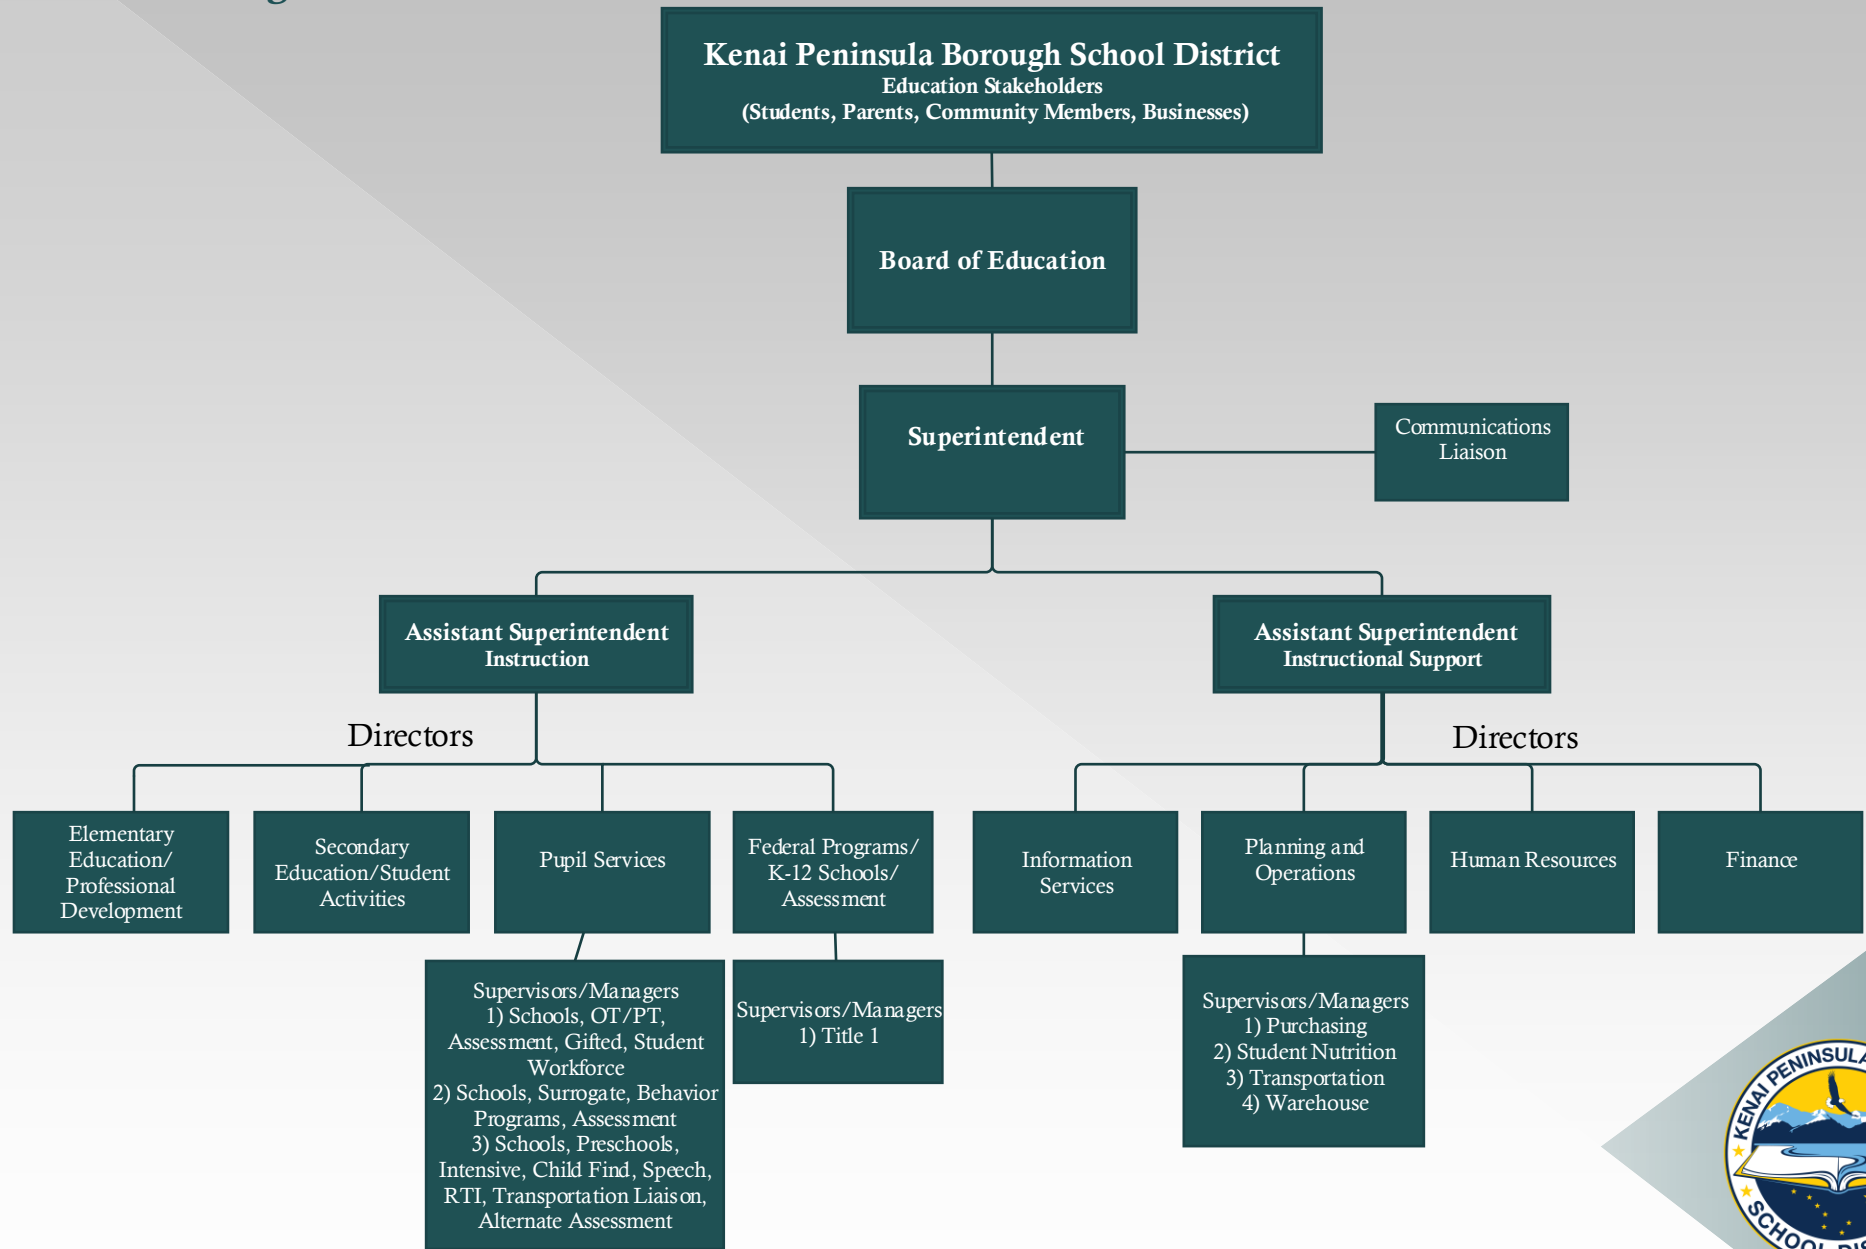 Kenai Peninsula Borough School District
Education Stakeholders
(Students, Parents, Community Members, Businesses)
Board of Education
Superintendent
Communications
Liaison
Assistant Superintendent
Instruction
Assistant Superintendent
Instructional Support
Directors
Directors
Elementary
Education/
Professional
Development
Secondary
Education/Student
Activities
Pupil Services
Federal Programs/
K-12 Schools/
Assessment
Information
Services
Planning and
Operations
Human Resources
Finance
Supervisors/Managers
1) Schools, OT/PT,
Assessment, Gifted, Student
Workforce
2) Schools, Surrogate, Behavior
Programs, Assessment
3) Schools, Preschools,
Intensive, Child Find, Speech,
RTI, Transportation Liaison,
Alternate Assessment
Supervisors/Managers
1) Title 1
Supervisors/Managers
1) Purchasing
2) Student Nutrition
3) Transportation
4) Warehouse
KENAI PENINSULA
SCHOOL